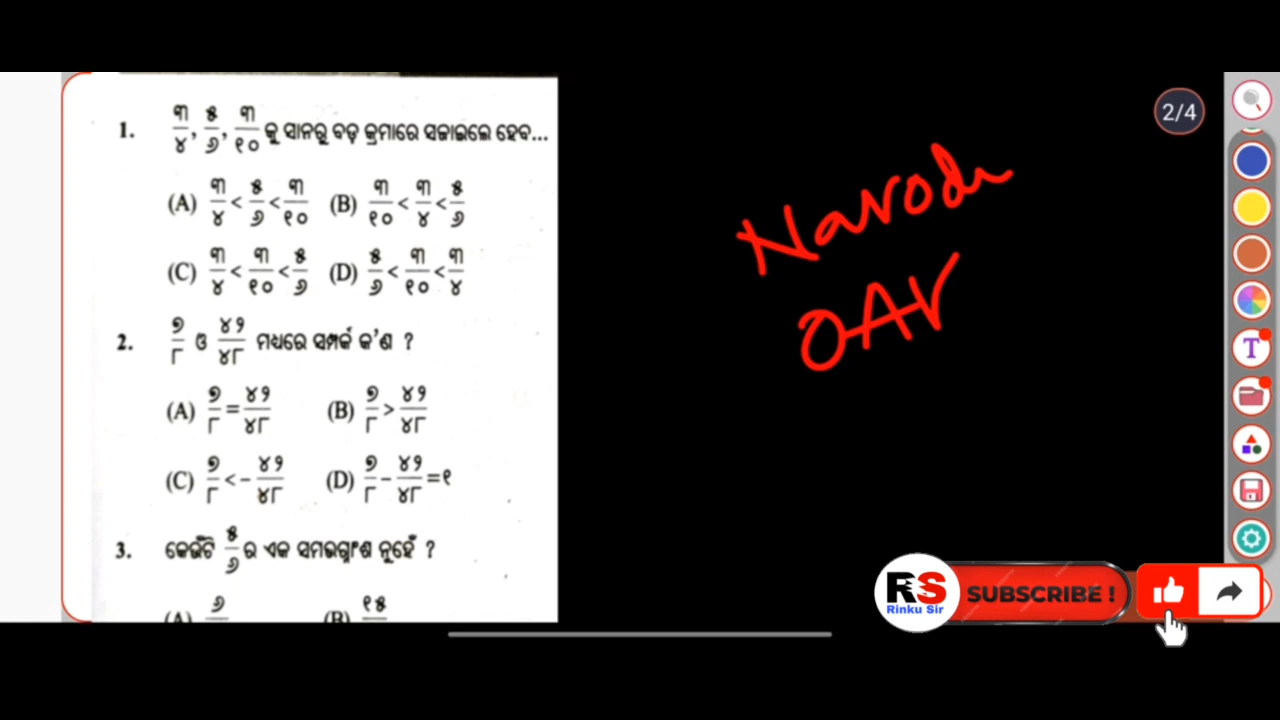 1. ୩/୪, ୫/୬, ୩/୧୦ କୁ ସାନରୁ ବଡ଼ କ୍ରମାରେ ସଜାଇଲେ ହେବ...
(A) ୩/୪ < ୫/୬ < ୩/୧୦ (B) ୩/୧୦ < ୩/୪ < ୫/୬
(C) ୩/୪ < ୩/୧୦ < ୫/୬ (D) ୫/୬ < ୩/୧୦ < ୩/୪
2. ୭/୮ ଓ ୪୨/୪୮ ମଧ୍ୟରେ ସମ୍ପର୍କ କ'ଣ ?
(A) ୭/୮ = ୪୨/୪୮ (B) ୭/୮ > ୪୨/୪୮
(C) ୭/୮ < - ୪୨/୪୮ (D) ୭/୮ - ୪୨/୪୮ = ୧
3. କେଉଁଟି ୫/୬ ର ଏକ ସମଭଗ୍ନାଂଶ ନୁହେଁ ?
(A) ୬ (B) ୧୫
2/4
OAV
T
RS
Rinku Sir
SUBSCRIBE !